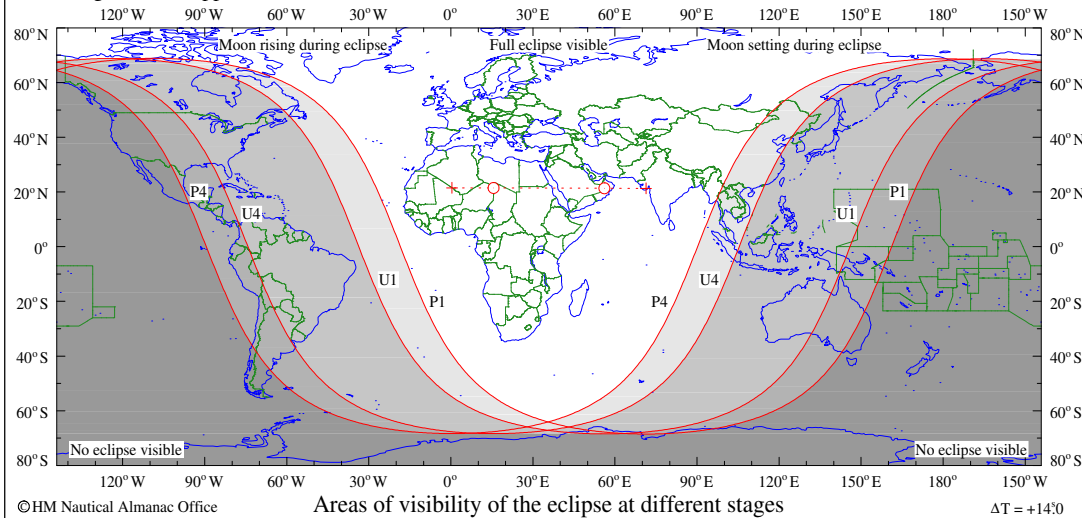 120° W 90° W 60° W 30° W 0° 30° E 60° E 90° E 120° E 150° E 180° E 150° W
80° N 80° N
Moon rising during eclipse Full eclipse visible Moon setting during eclipse
60° N 60° N
40° N 40° N
20° N P4 P1 20° N
U4 U1
0° 0°
U1 U4
20° S P1 P4 20° S
40° S 40° S
60° S 60° S
No eclipse visible No eclipse visible
80° S 80° S
120° W 90° W 60° W 30° W 0° 30° E 60° E 90° E 120° E 150° E 180° E 150° W
© HM Nautical Almanac Office Areas of visibility of the eclipse at different stages ΔT = +14ˢ.0